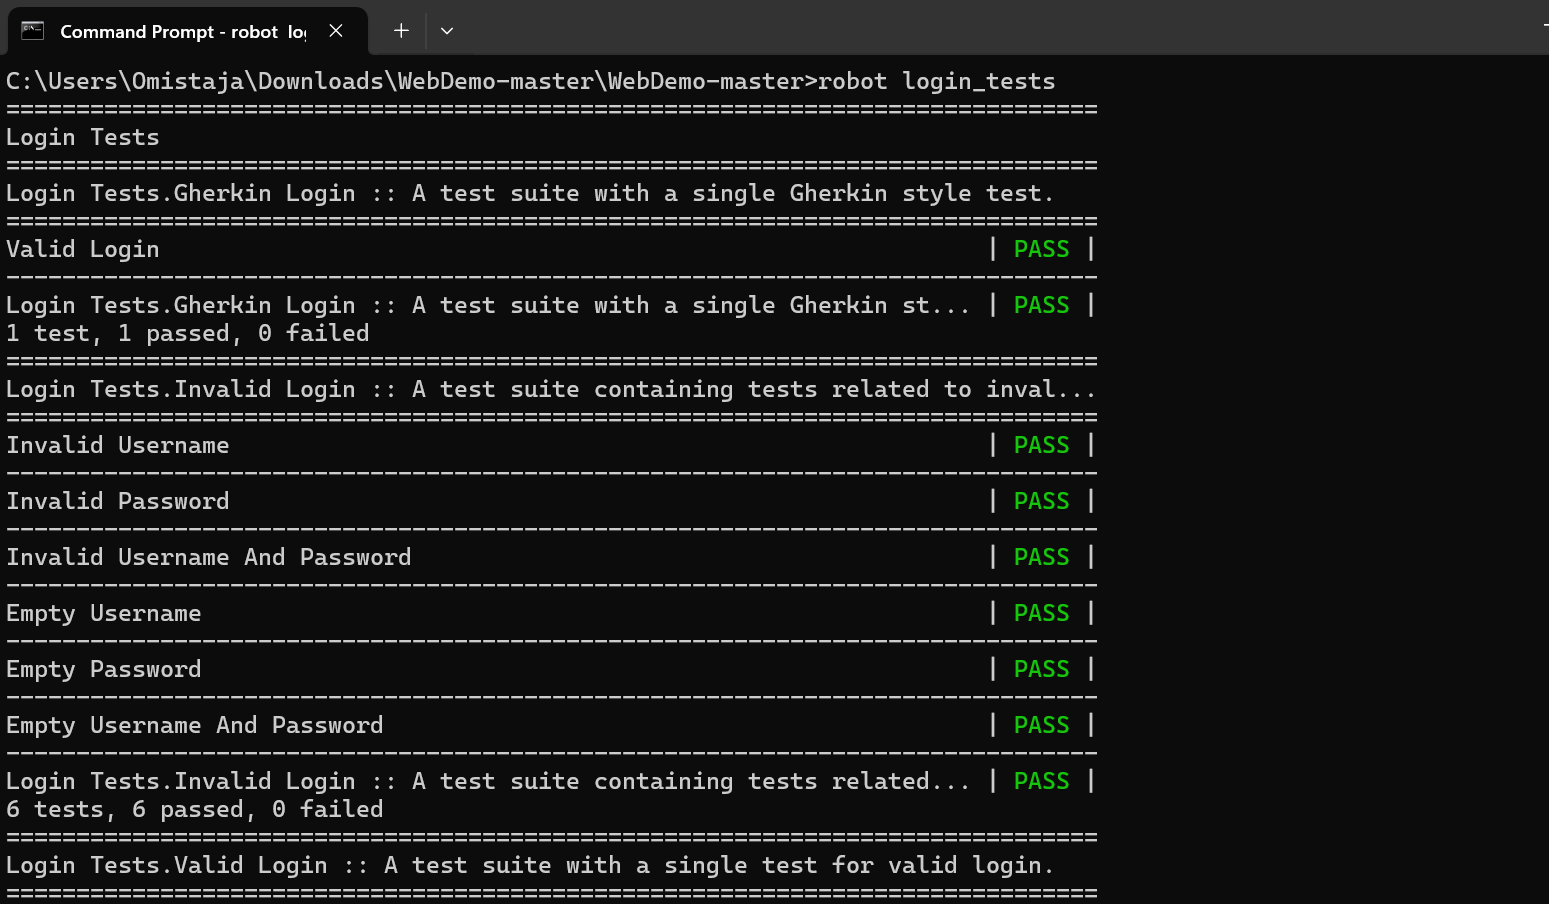 Command Prompt - robot  log
C:\Users\Omistaja\Downloads\WebDemo-master\WebDemo-master>robot login_tests
==============================================================================
Login Tests
==============================================================================
Login Tests.Gherkin Login :: A test suite with a single Gherkin style test.
==============================================================================
Valid Login                                                           | PASS |
------------------------------------------------------------------------------
Login Tests.Gherkin Login :: A test suite with a single Gherkin st... | PASS |
1 test, 1 passed, 0 failed
==============================================================================
Login Tests.Invalid Login :: A test suite containing tests related to inval...
==============================================================================
Invalid Username                                                      | PASS |
------------------------------------------------------------------------------
Invalid Password                                                      | PASS |
------------------------------------------------------------------------------
Invalid Username And Password                                         | PASS |
------------------------------------------------------------------------------
Empty Username                                                        | PASS |
------------------------------------------------------------------------------
Empty Password                                                        | PASS |
------------------------------------------------------------------------------
Empty Username And Password                                           | PASS |
------------------------------------------------------------------------------
Login Tests.Invalid Login :: A test suite containing tests related... | PASS |
6 tests, 6 passed, 0 failed
==============================================================================
Login Tests.Valid Login :: A test suite with a single test for valid login.
==============================================================================